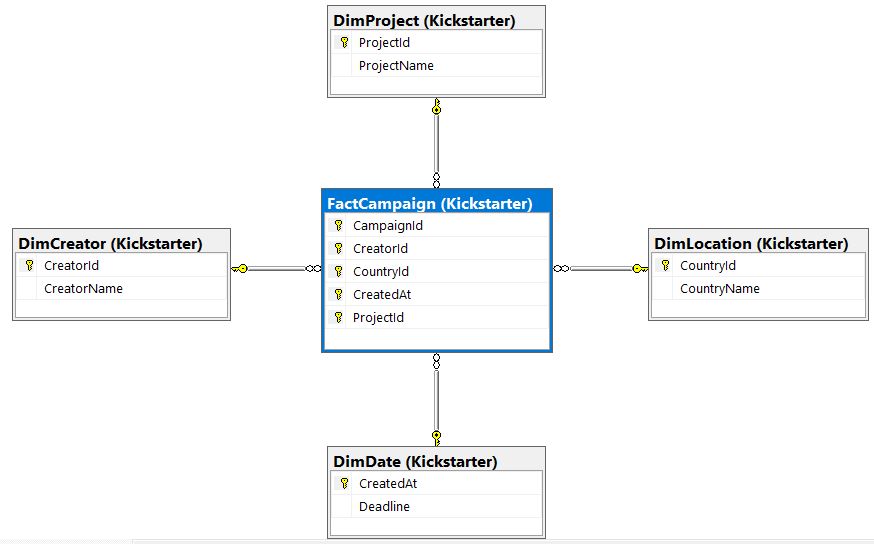 DimProject (Kickstarter)
ProjectId
ProjectName
FactCampaign (Kickstarter)
CampaignId
CreatorId
CountryId
CreatedAt
ProjectId
DimCreator (Kickstarter)
CreatorId
CreatorName
DimLocation (Kickstarter)
CountryId
CountryName
DimDate (Kickstarter)
CreatedAt
Deadline